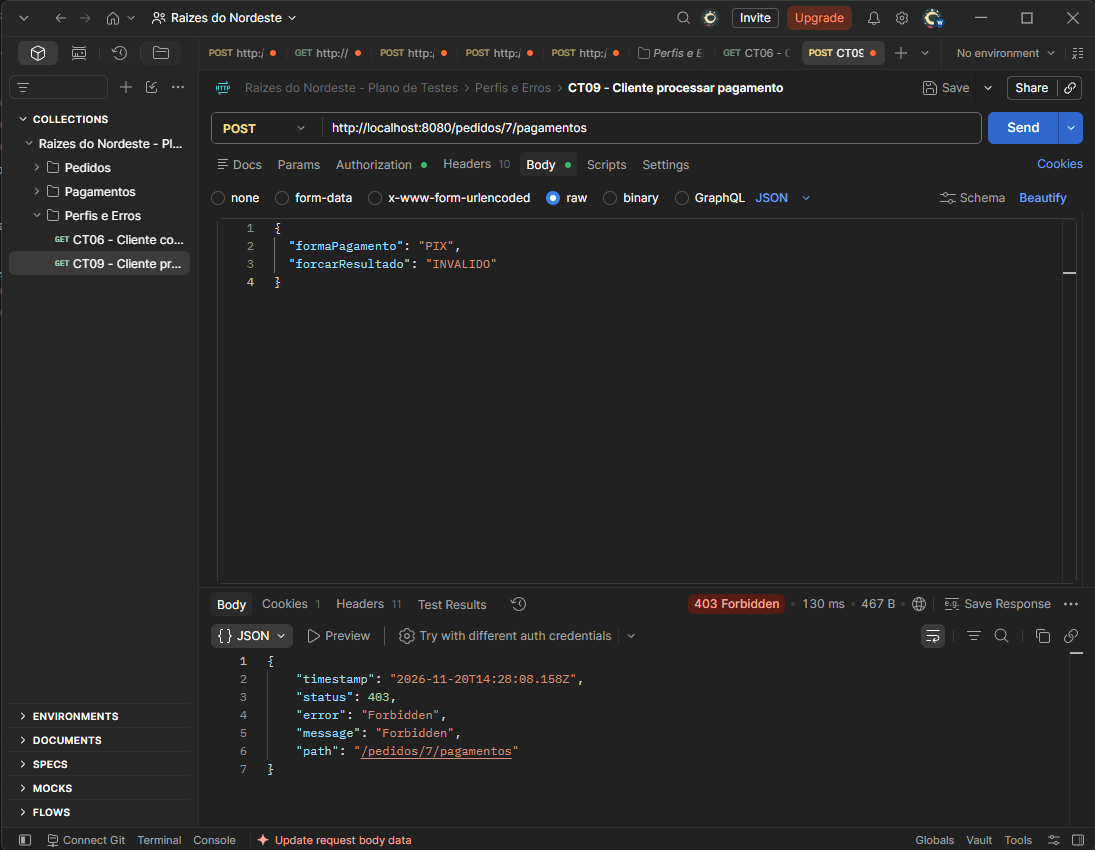 Raizes do Nordeste
Invite
Upgrade
POST http:/
GET http://
POST http:/
POST http:/
POST http:/
Perfis e E
GET CT06 - C
POST CT09
No environment
Raizes do Nordeste - Plano de Testes > Perfis e Erros > CT09 - Cliente processar pagamento
Save
Share
COLLECTIONS
Raizes do Nordeste - Pl...
Pedidos
Pagamentos
Perfis e Erros
GET CT06 - Cliente co...
GET CT09 - Cliente pr...
ENVIRONMENTS
DOCUMENTS
SPECS
MOCKS
FLOWS
POST http://localhost:8080/pedidos/7/pagamentos
Send
Docs Params Authorization Headers 10 Body Scripts Settings Cookies
none form-data x-www-form-urlencoded raw binary GraphQL JSON Schema Beautify
1 {
2 "formaPagamento": "PIX",
3 "forcarResultado": "INVALIDO"
4 }
Body Cookies 1 Headers 11 Test Results 403 Forbidden • 130 ms • 467 B e.g. Save Response
{} JSON Preview Try with different auth credentials
1 {
2 "timestamp": "2026-11-20T14:28:08.158Z",
3 "status": 403,
4 "error": "Forbidden",
5 "message": "Forbidden",
6 "path": "/pedidos/7/pagamentos"
7 }
Connect Git Terminal Console Update request body data Globals Vault Tools